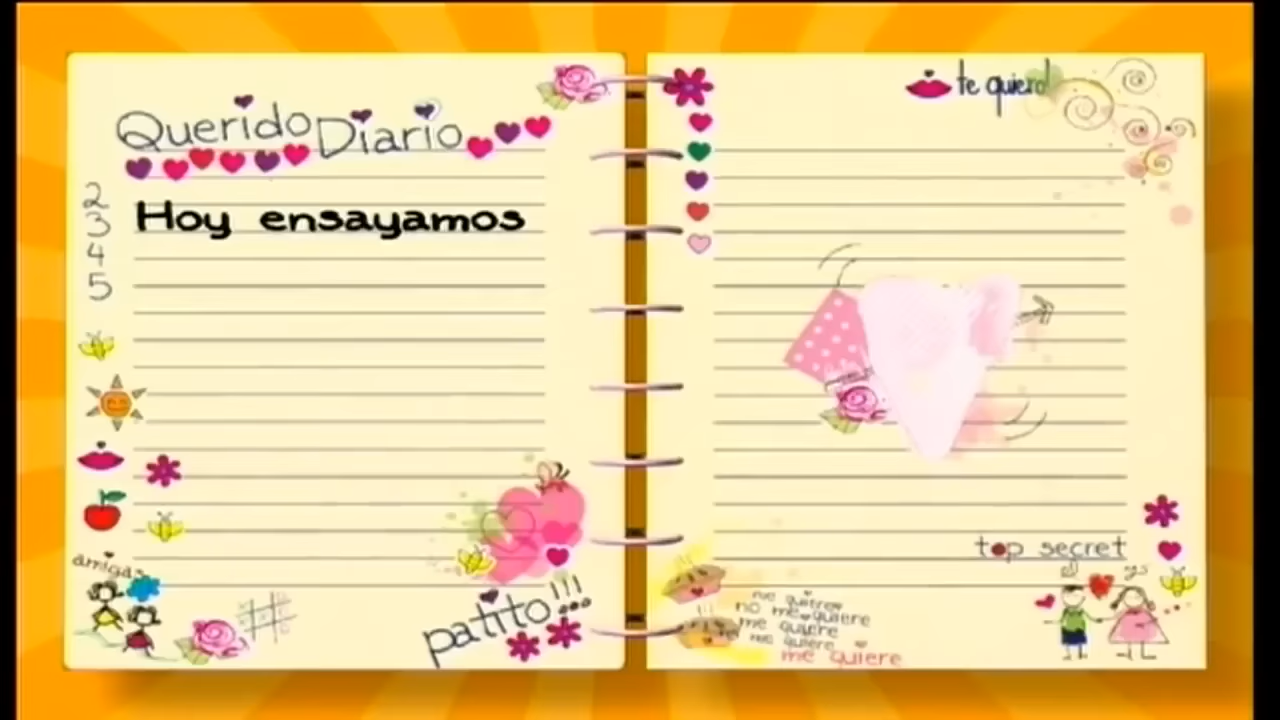 Querido Diario
2
3
Hoy ensayamos
4
5
amigas
patito!!!
te quiero!
top secret
me quiere
no me quiere
me quiere
no me quiere
me quiere